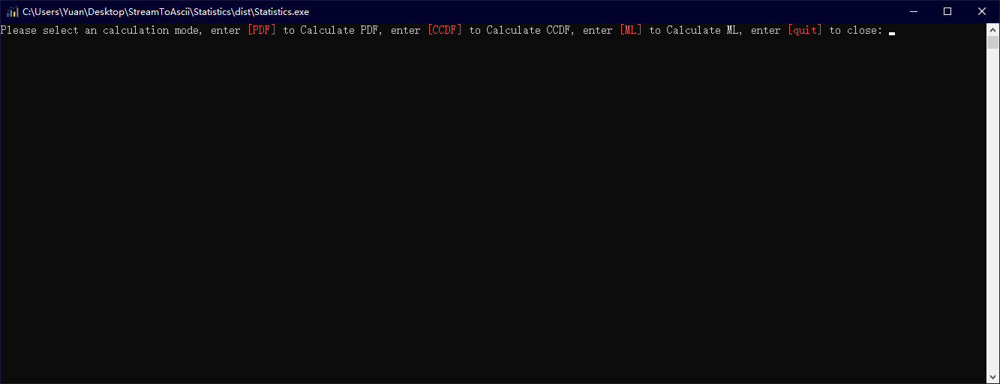 C:\Users\Yuan\Desktop\StreamToAscii\Statistics\dist\Statistics.exe
Please select an calculation mode, enter [PDF] to Calculate PDF, enter [CCDF] to Calculate CCDF, enter [ML] to Calculate ML, enter [quit] to close: